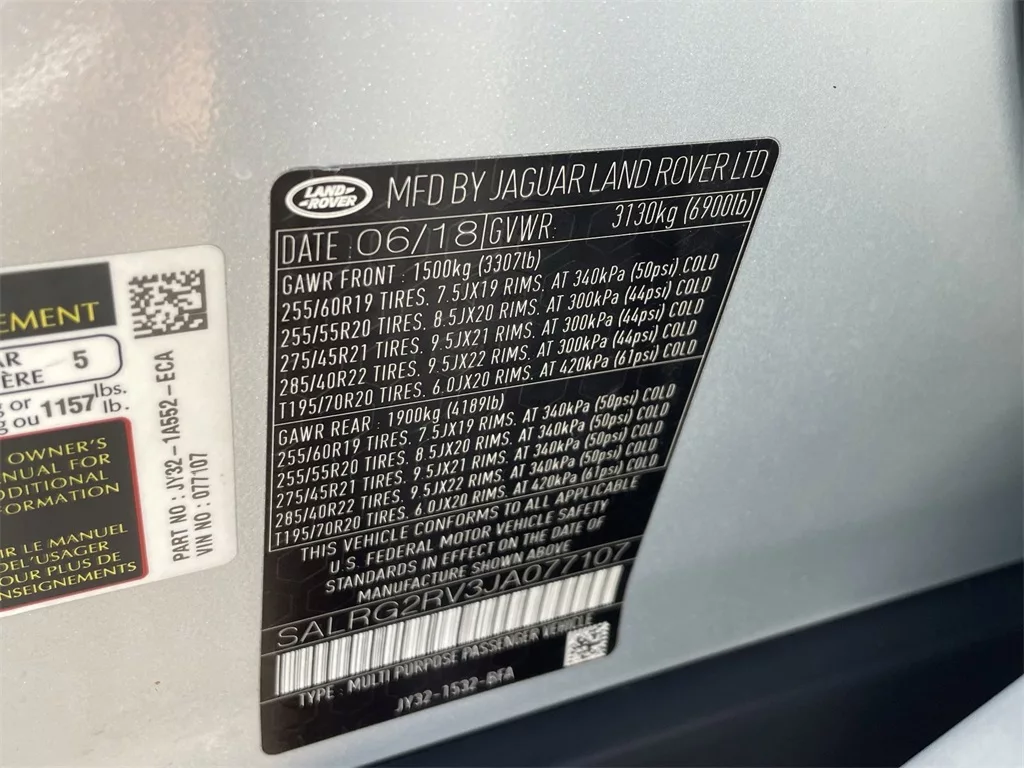 LAND ROVER
MFD BY JAGUAR LAND ROVER LTD
DATE :06/18 GVWR: 3130kg (6900lb)
GAWR FRONT : 1500kg (3307lb)
255/60R19 TIRES. 7.5JX19 RIMS. AT 340kPa (50psi) COLD
255/55R20 TIRES. 8.5JX20 RIMS. AT 300kPa (44psi) COLD
275/45R21 TIRES. 9.5JX21 RIMS. AT 300kPa (44psi) COLD
285/40R22 TIRES. 9.5JX22 RIMS. AT 300kPa (44psi) COLD
T195/70R20 TIRES. 6.0JX20 RIMS. AT 420kPa (61psi) COLD
GAWR REAR : 1900kg (4189lb)
255/60R19 TIRES. 7.5JX19 RIMS. AT 340kPa (50psi) COLD
255/55R20 TIRES. 8.5JX20 RIMS. AT 340kPa (50psi) COLD
275/45R21 TIRES. 9.5JX21 RIMS. AT 340kPa (50psi) COLD
285/40R22 TIRES. 9.5JX22 RIMS. AT 340kPa (50psi) COLD
T195/70R20 TIRES. 6.0JX20 RIMS. AT 420kPa (61psi) COLD
THIS VEHICLE CONFORMS TO ALL APPLICABLE
U.S. FEDERAL MOTOR VEHICLE SAFETY
STANDARDS IN EFFECT ON THE DATE OF
MANUFACTURE SHOWN ABOVE
SALRG2RV3JA077107
TYPE : MULTI PURPOSE PASSENGER VEHICLE
JY32-1532-BFA
EMENT
AR
ÈRE 5
g or
g ou 1157 lbs.
lb.
OWNER'S
ANUAL FOR
DDITIONAL
FORMATION
IR LE MANUEL
DEL'USAGER
OUR PLUS DE
NSEIGNEMENTS
PART NO : JY32-1A552-ECA
VIN NO : 077107